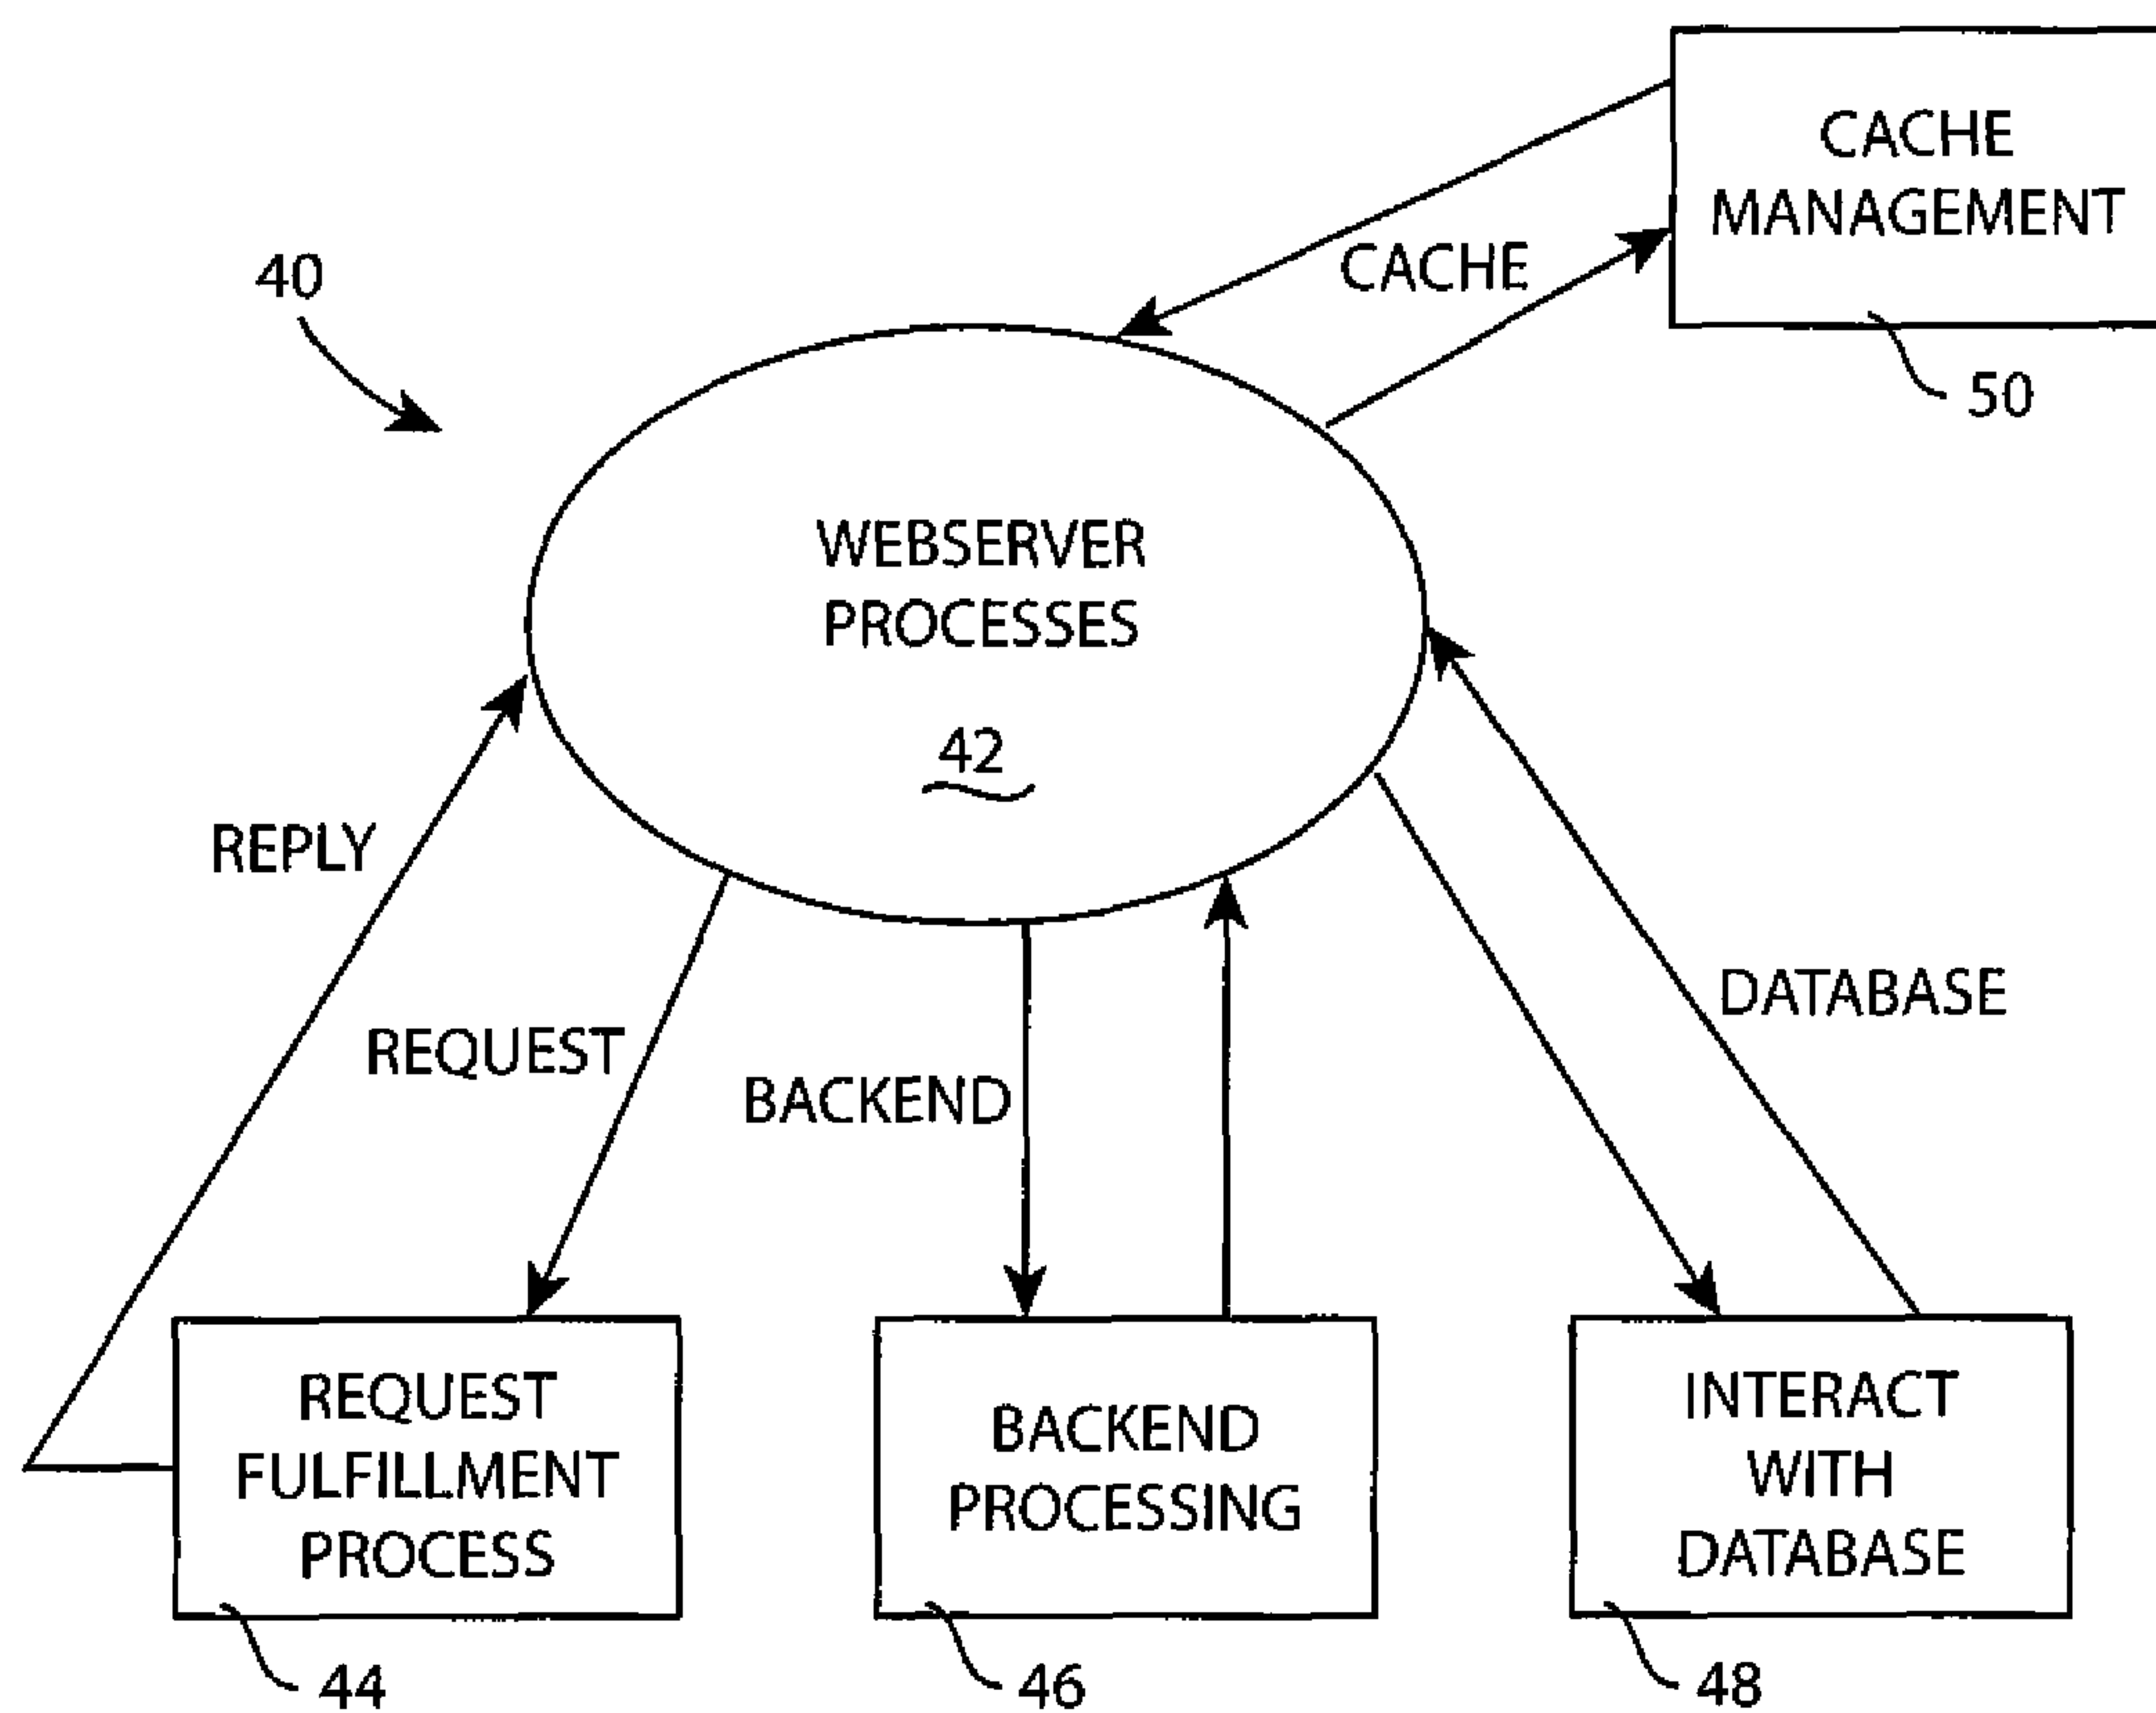 CACHE
MANAGEMENT
50
CACHE
40
WEBSERVER
PROCESSES
42
REPLY
REQUEST
BACKEND
DATABASE
REQUEST
FULFILLMENT
PROCESS
44
BACKEND
PROCESSING
46
INTERACT
WITH
DATABASE
48